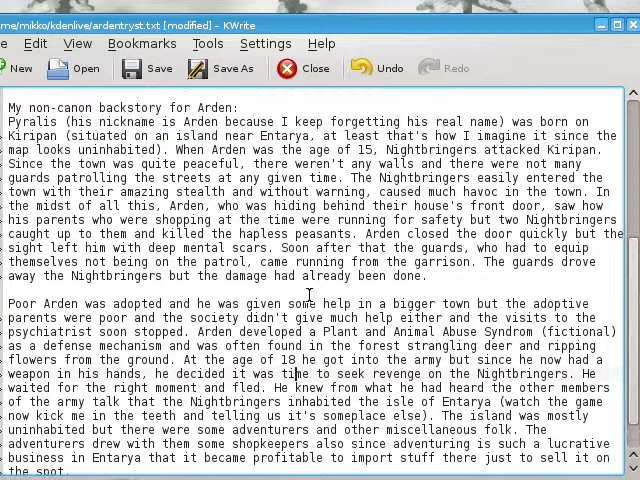 me/mikko/kdenlive/ardentryst.txt [modified] – KWrite
e Edit View Bookmarks Tools Settings Help
New Open Save Save As Close Undo Redo
My non-canon backstory for Arden:
Pyralis (his nickname is Arden because I keep forgetting his real name) was born on
Kiripan (situated on an island near Entarya, at least that's how I imagine it since the
map looks uninhabited). When Arden was the age of 15, Nightbringers attacked Kiripan.
Since the town was quite peaceful, there weren't any walls and there were not many
guards patrolling the streets at any given time. The Nightbringers easily entered the
town with their amazing stealth and without warning, caused much havoc in the town. In
the midst of all this, Arden, who was hiding behind their house's front door, saw how
his parents who were shopping at the time were running for safety but two Nightbringers
caught up to them and killed the hapless peasants. Arden closed the door quickly but the
sight left him with deep mental scars. Soon after that the guards, who had to equip
themselves not being on the patrol, came running from the garrison. The guards drove
away the Nightbringers but the damage had already been done.
Poor Arden was adopted and he was given some help in a bigger town but the adoptive
parents were poor and the society didn't give much help either and the visits to the
psychiatrist soon stopped. Arden developed a Plant and Animal Abuse Syndrom (fictional)
as a defense mechanism and was often found in the forest strangling deer and ripping
flowers from the ground. At the age of 18 he got into the army but since he now had a
weapon in his hands, he decided it was time to seek revenge on the Nightbringers. He
waited for the right moment and fled. He knew from what he had heard the other members
of the army talk that the Nightbringers inhabited the isle of Entarya (watch the game
now kick me in the teeth and telling us it's someplace else). The island was mostly
uninhabited but there were some adventurers and other miscellaneous folk. The
adventurers drew with them some shopkeepers also since adventuring is such a lucrative
business in Entarya that it became profitable to import stuff there just to sell it on
the spot.